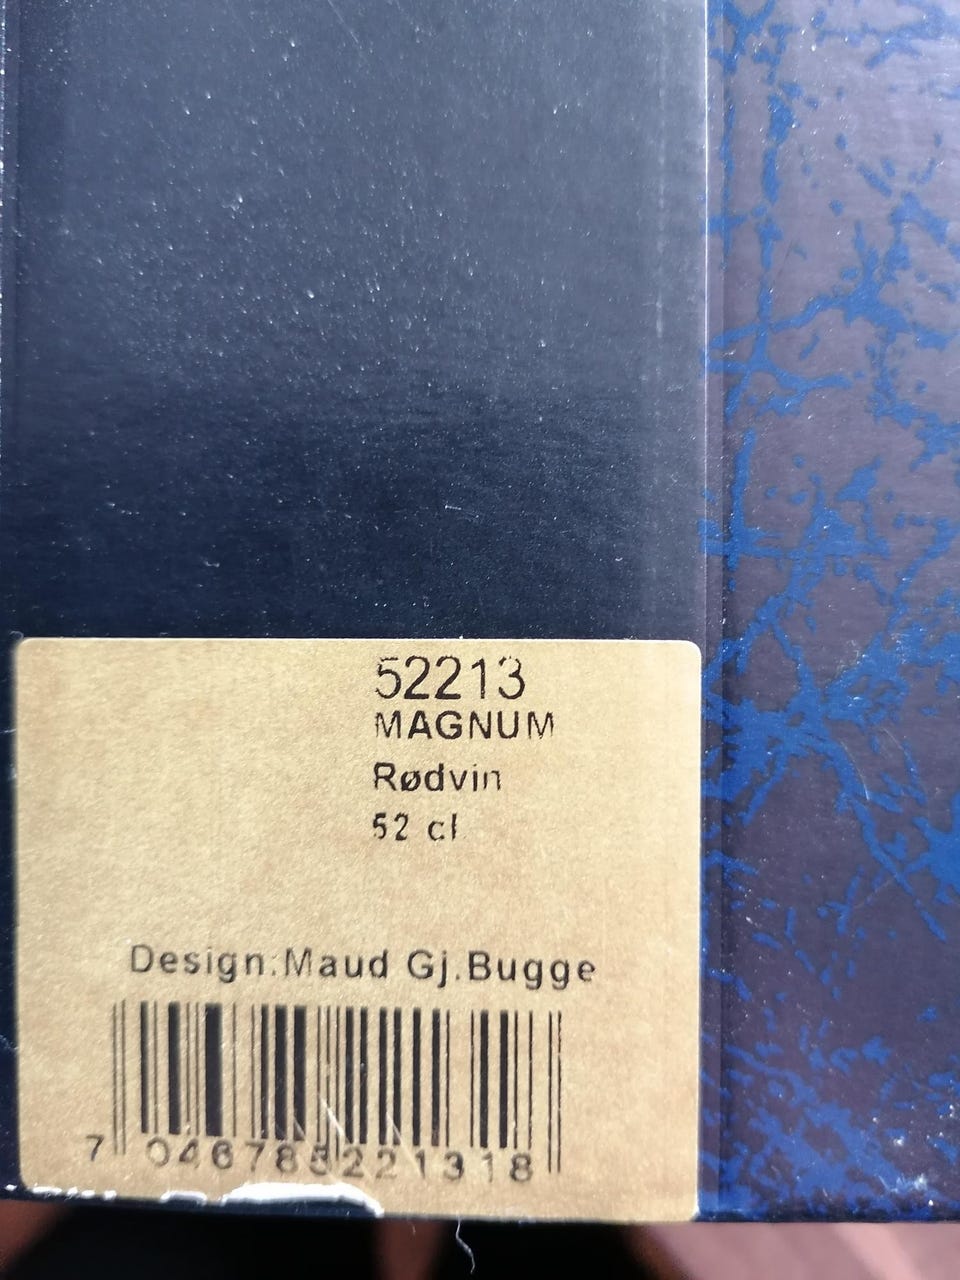 52213
MAGNUM
Rødvin
52 cl
Design:Maud Gj.Bugge
7 046785 221318